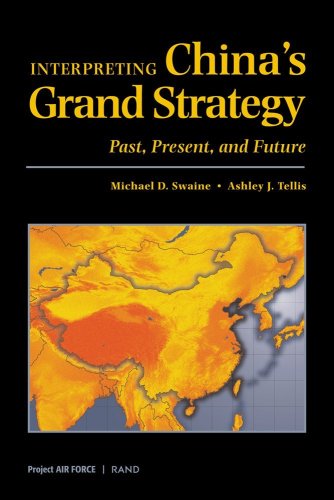 INTERPRETING China's
Grand Strategy
Past, Present, and Future
Michael D. Swaine • Ashley J. Tellis
Project AIR FORCE | RAND